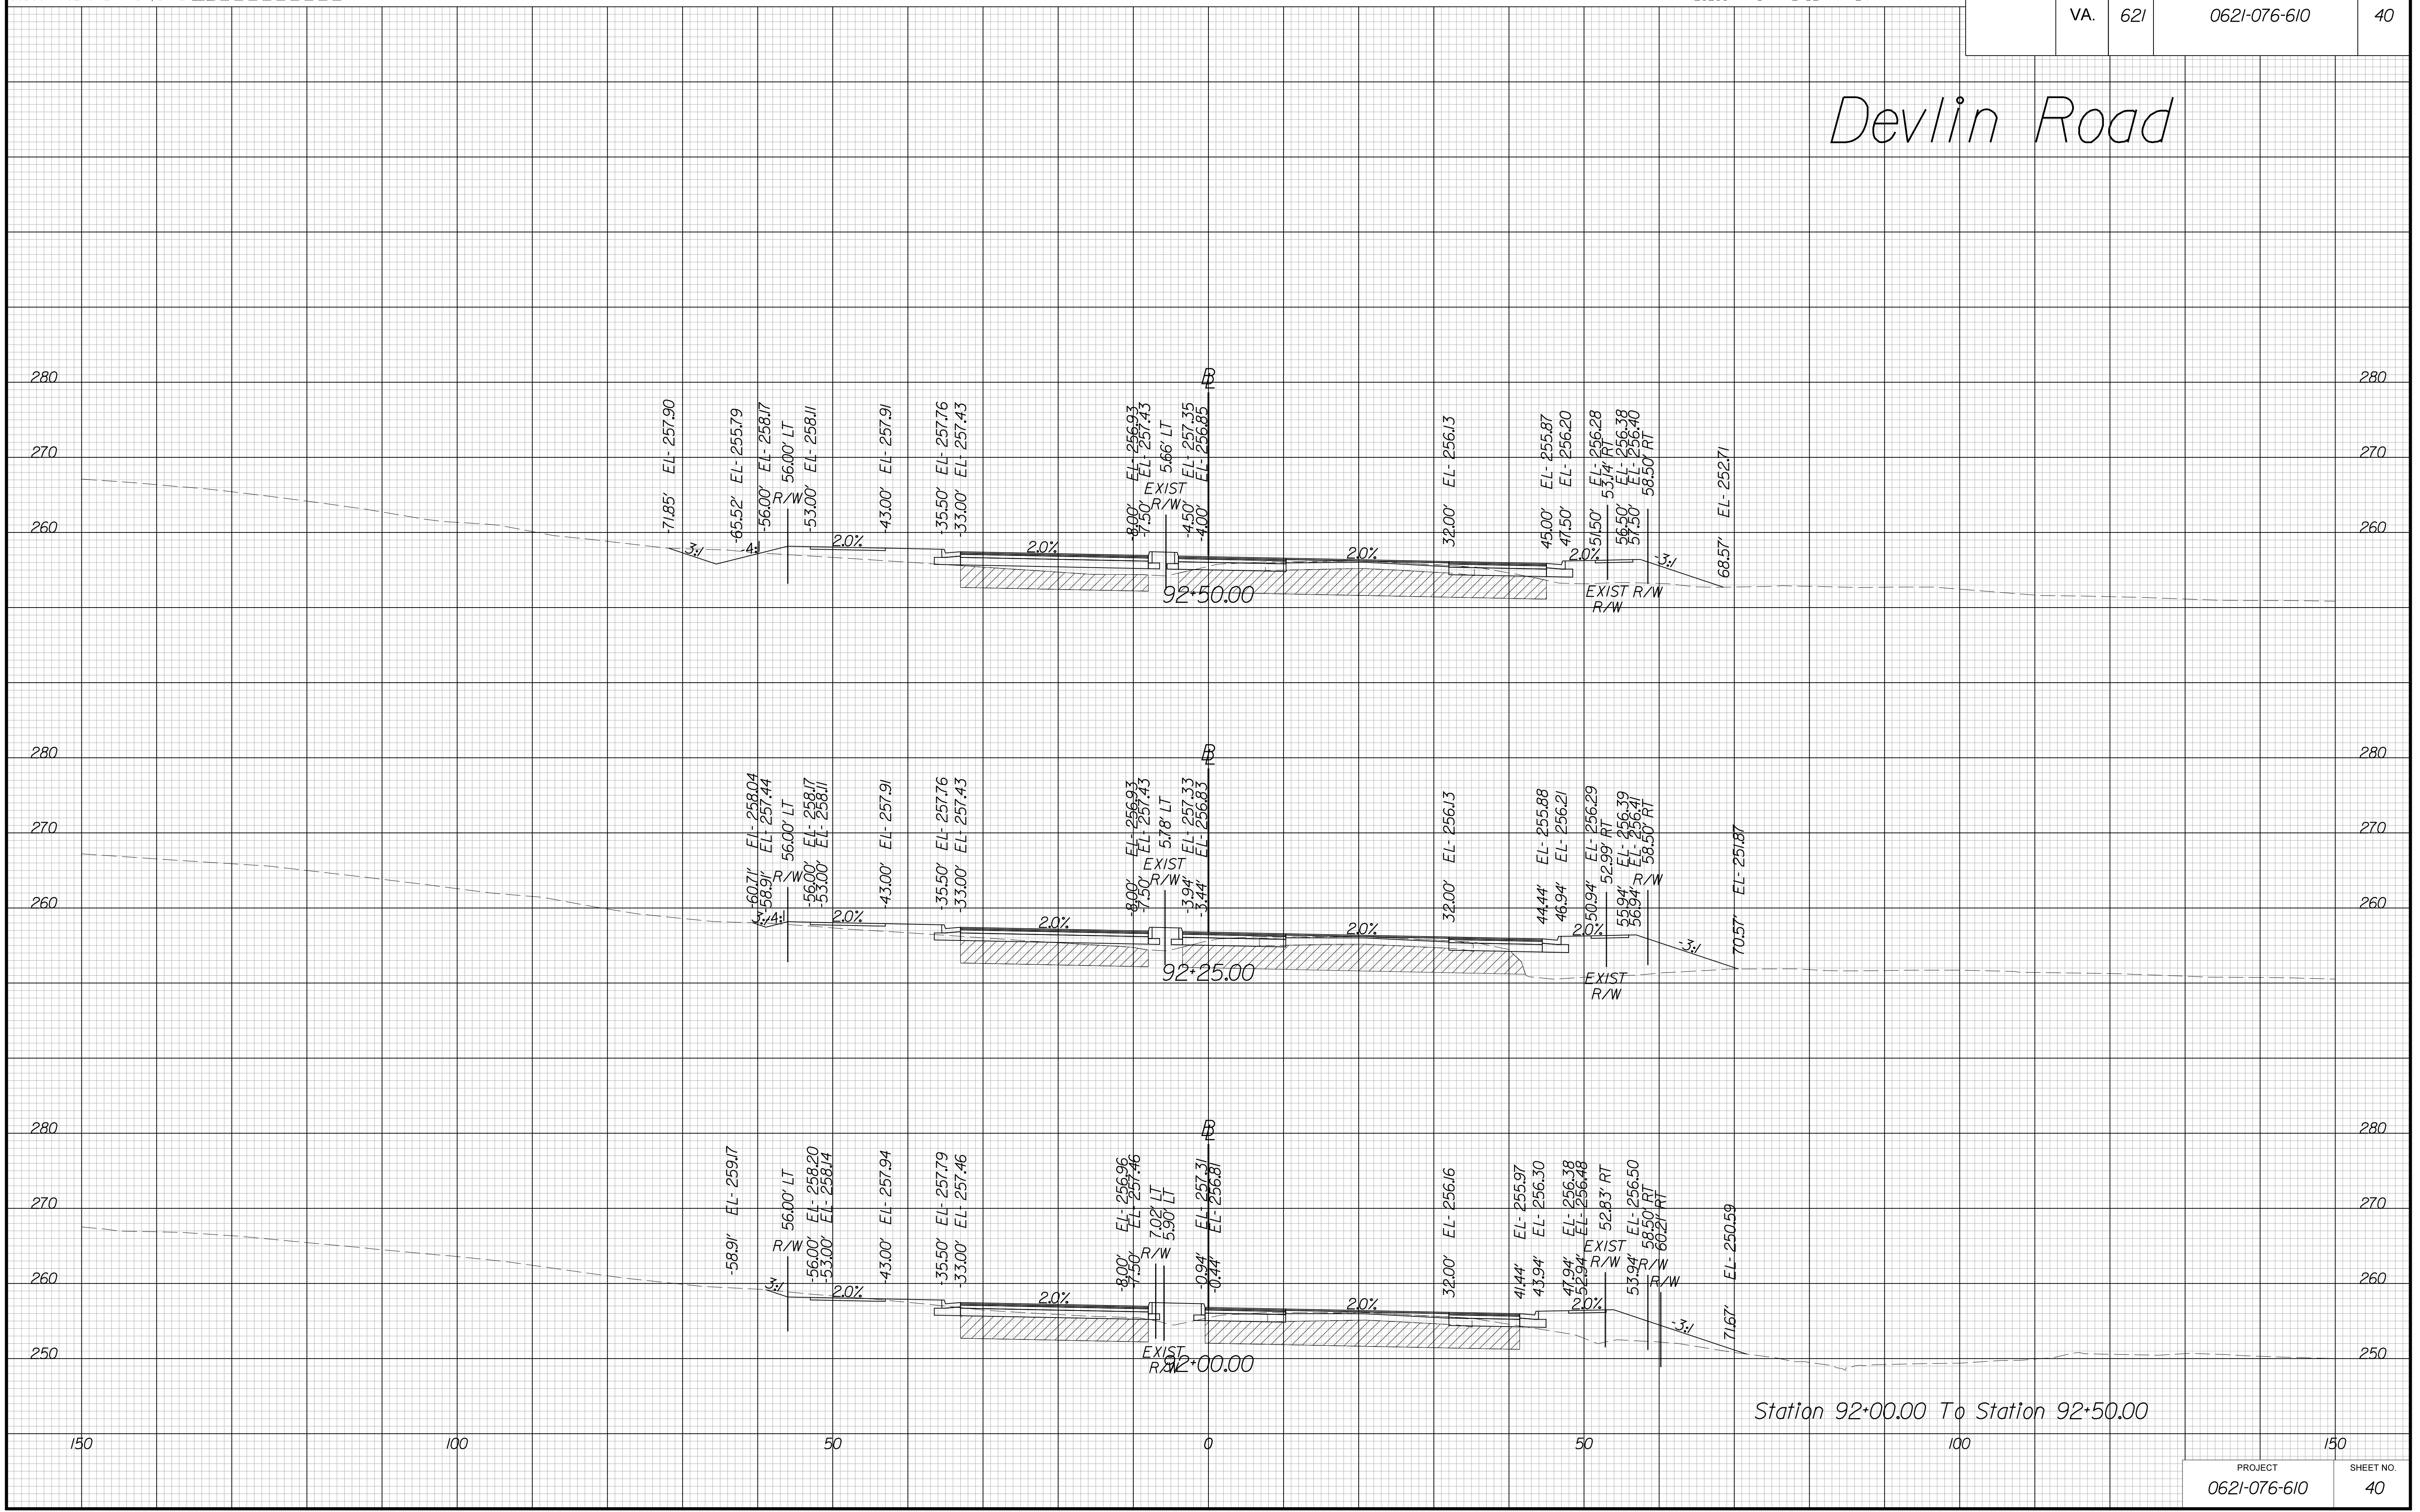 VA. 621 0621-076-610 40
Devlin Road
280 280
270 270
260 260
-71.85' EL- 257.90
-65.52' EL- 255.79
-56.00' EL- 258.17
R/W 56.00' LT
-53.00' EL- 258.11
-43.00' EL- 257.91
-35.50' EL- 257.76
-33.00' EL- 257.43
-8.00' EL- 256.93
-7.50' EL- 257.43
EXIST
R/W
5.66' LT
-4.50' EL- 257.35
-4.00' EL- 256.85
BL
32.00' EL- 256.13
45.00' EL- 255.87
47.50' EL- 256.20
51.50' EL- 256.28
53.14' RT
56.50' EL- 256.38
57.50' EL- 256.40
58.50' RT
68.57' EL- 252.71
3:1 -4:1 2.0% 2.0% 2.0% 2.0% -3:1
EXIST R/W
R/W
92+50.00
280 280
270 270
260 260
-60.71' EL- 258.04
-58.91' EL- 257.44
R/W 56.00' LT
-56.00' EL- 258.17
-53.00' EL- 258.11
-43.00' EL- 257.91
-35.50' EL- 257.76
-33.00' EL- 257.43
-8.00' EL- 256.93
-7.50' EL- 257.43
EXIST
R/W
5.78' LT
-3.94' EL- 257.33
-3.44' EL- 256.83
BL
32.00' EL- 256.13
44.44' EL- 255.88
46.94' EL- 256.21
50.94' EL- 256.29
52.99' RT
55.94' EL- 256.39
56.94' EL- 256.41
R/W 58.50' RT
70.57' EL- 251.87
3:1 -4:1 2.0% 2.0% 2.0% 2.0% -3:1
EXIST
R/W
92+25.00
280 280
270 270
260 260
250 250
-58.91' EL- 259.17
R/W 56.00' LT
-56.00' EL- 258.20
-53.00' EL- 258.14
-43.00' EL- 257.94
-35.50' EL- 257.79
-33.00' EL- 257.46
-8.00' EL- 256.96
-7.50' EL- 257.46
R/W 7.02' LT
5.90' LT
-0.94' EL- 257.31
-0.44' EL- 256.81
BL
32.00' EL- 256.16
41.44' EL- 255.97
43.94' EL- 256.30
47.94' EL- 256.38
52.94' EL- 256.48
EXIST
R/W
52.83' RT
53.94' EL- 256.50
R/W 58.50' RT
R/W 60.21' RT
71.67' EL- 250.59
3:1 2.0% 2.0% 2.0% 2.0% -3:1
EXIST
R/W
92+00.00
Station 92+00.00 To Station 92+50.00
150 100 50 0 50 100 150
PROJECT SHEET NO.
0621-076-610 40